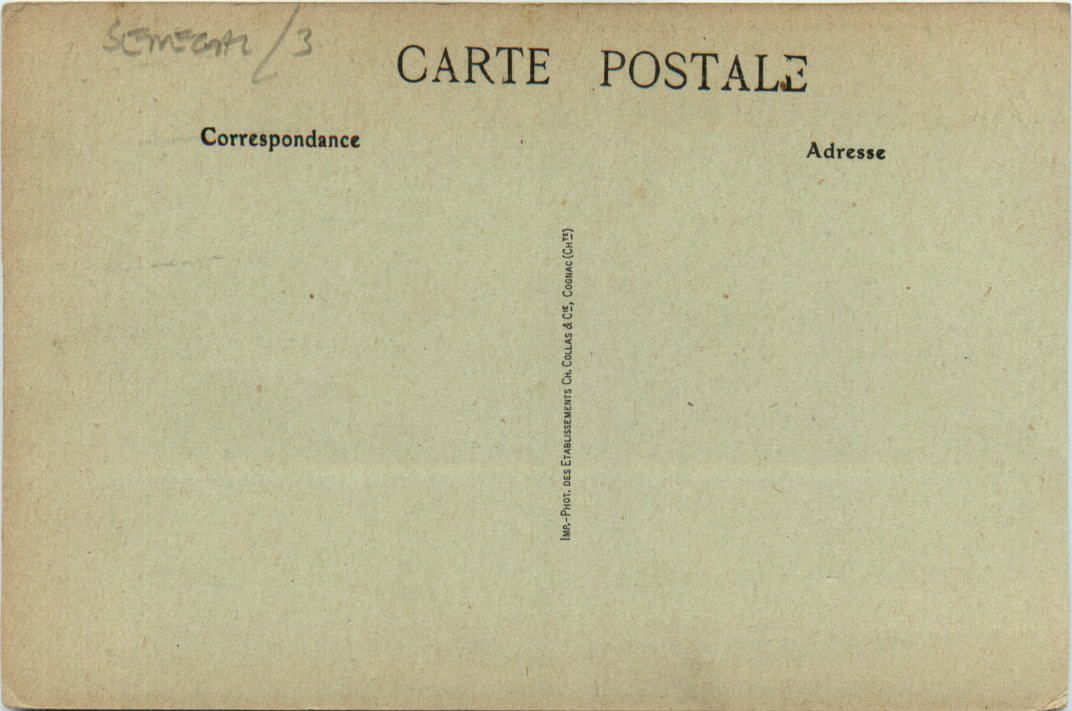 SENEGAL / 3
CARTE POSTALE
Correspondance
Adresse
IMP.-PHOT. DES ETABLISSEMENTS CH. COLLAS & CIE, COGNAC (CHTE)